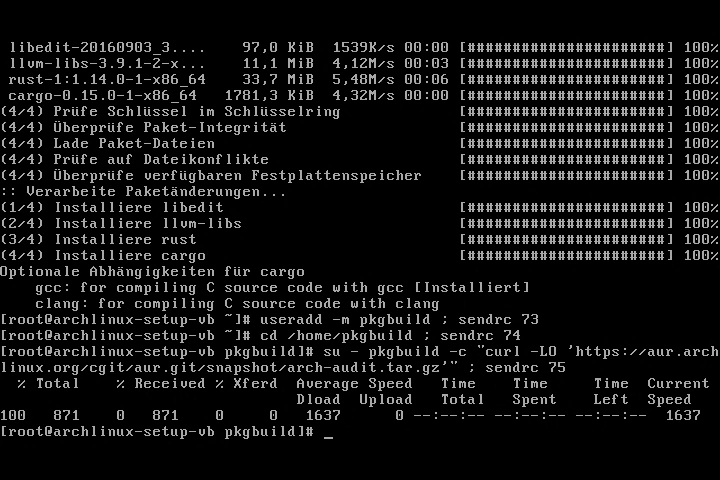 libedit-20160903_3.... 97,0 KiB 1539K/s 00:00 [######################] 100%
llvm-libs-3.9.1-2-x... 11,1 MiB 4,12M/s 00:03 [######################] 100%
rust-1:1.14.0-1-x86_64 33,7 MiB 5,48M/s 00:06 [######################] 100%
cargo-0.15.0-1-x86_64 1781,3 KiB 4,32M/s 00:00 [######################] 100%
(4/4) Prüfe Schlüssel im Schlüsselring [######################] 100%
(4/4) Überprüfe Paket-Integrität [######################] 100%
(4/4) Lade Paket-Dateien [######################] 100%
(4/4) Prüfe auf Dateikonflikte [######################] 100%
(4/4) Überprüfe verfügbaren Festplattenspeicher [######################] 100%
:: Verarbeite Paketänderungen...
(1/4) Installiere libedit [######################] 100%
(2/4) Installiere llvm-libs [######################] 100%
(3/4) Installiere rust [######################] 100%
(4/4) Installiere cargo [######################] 100%
Optionale Abhängigkeiten für cargo
gcc: for compiling C source code with gcc [Installiert]
clang: for compiling C source code with clang
[root@archlinux-setup-vb ~]# useradd -m pkgbuild ; sendrc 73
[root@archlinux-setup-vb ~]# cd /home/pkgbuild ; sendrc 74
[root@archlinux-setup-vb pkgbuild]# su - pkgbuild -c "curl -LO 'https://aur.arch
linux.org/cgit/aur.git/snapshot/arch-audit.tar.gz'" ; sendrc 75
% Total % Received % Xferd Average Speed Time Time Time Current
Dload Upload Total Spent Left Speed
100 871 0 871 0 0 1637 0 --:--:-- --:--:-- --:--:-- 1637
[root@archlinux-setup-vb pkgbuild]# _